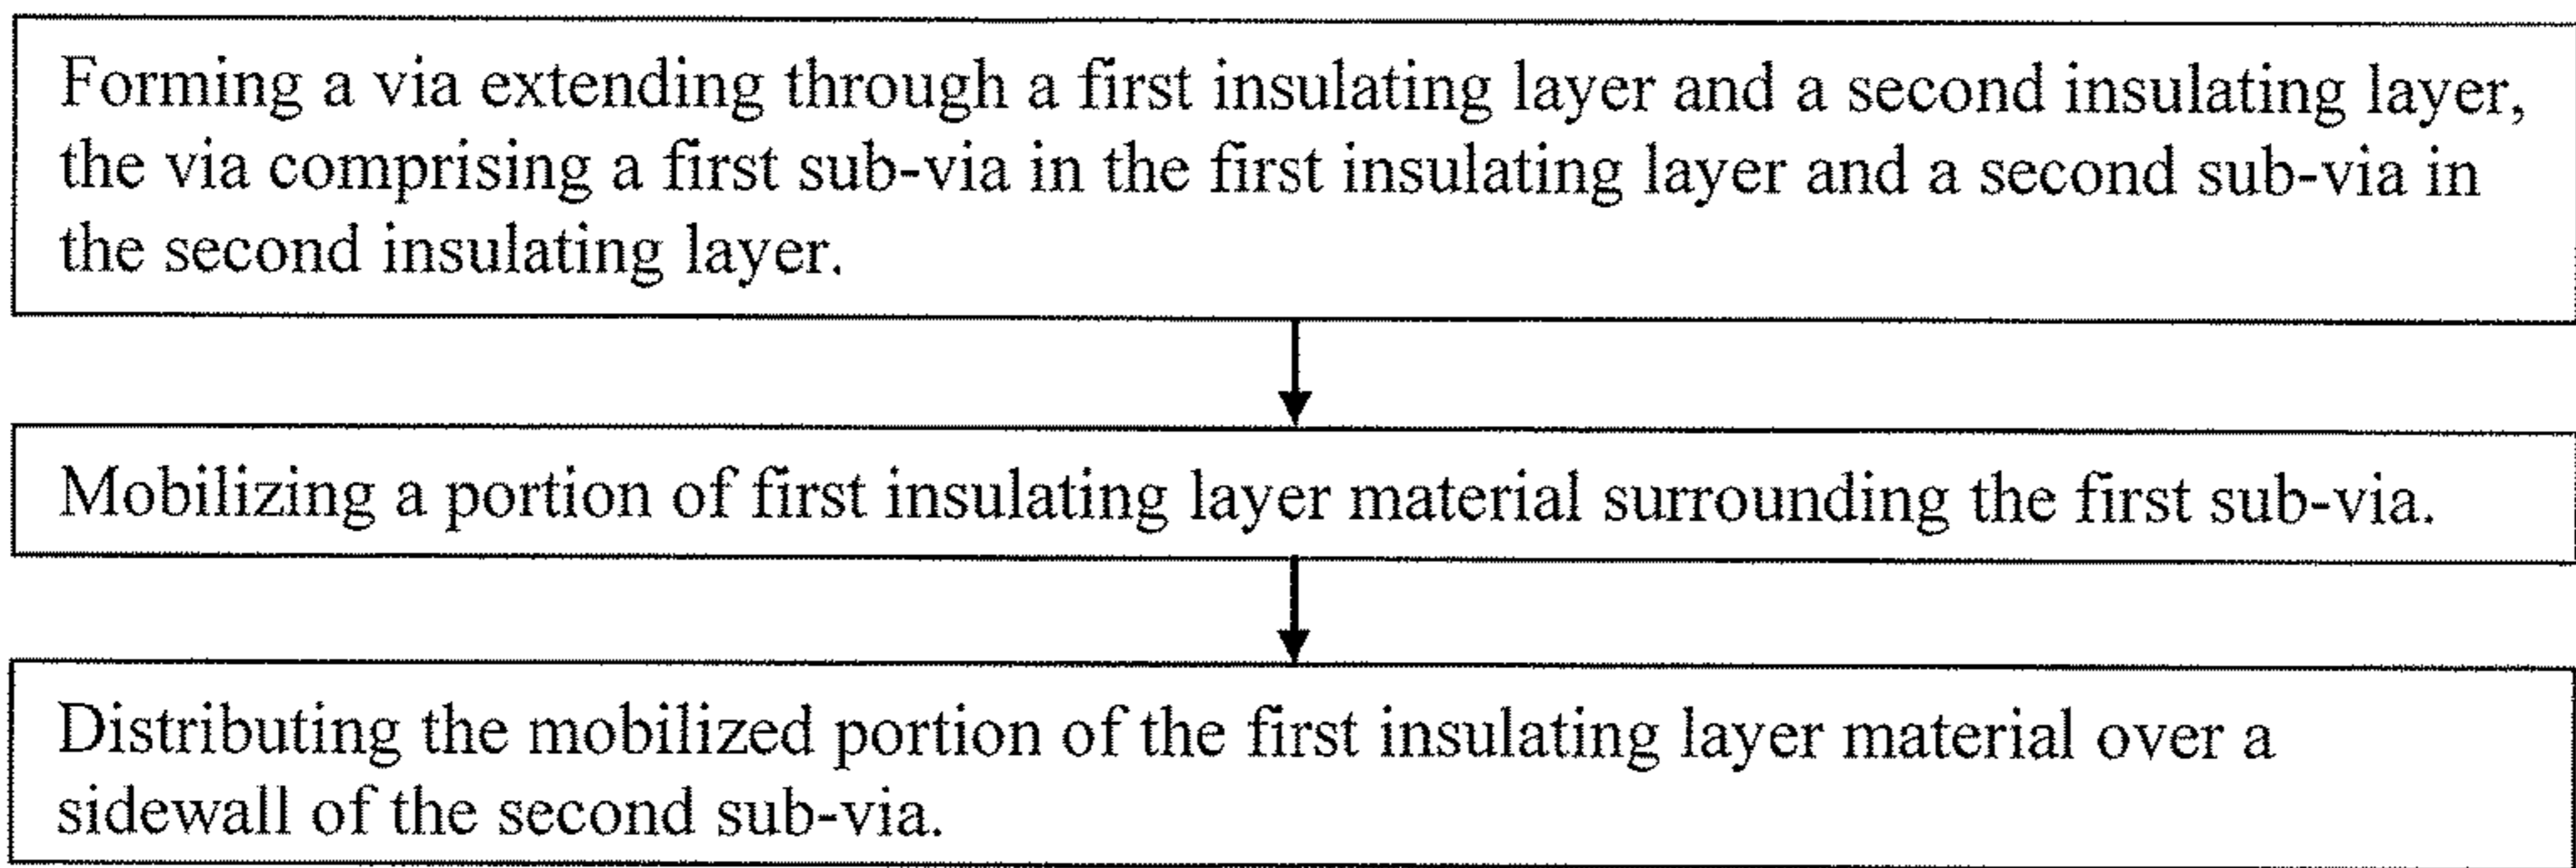 Forming a via extending through a first insulating layer and a second insulating layer,
the via comprising a first sub-via in the first insulating layer and a second sub-via in
the second insulating layer.
Mobilizing a portion of first insulating layer material surrounding the first sub-via.
Distributing the mobilized portion of the first insulating layer material over a
sidewall of the second sub-via.